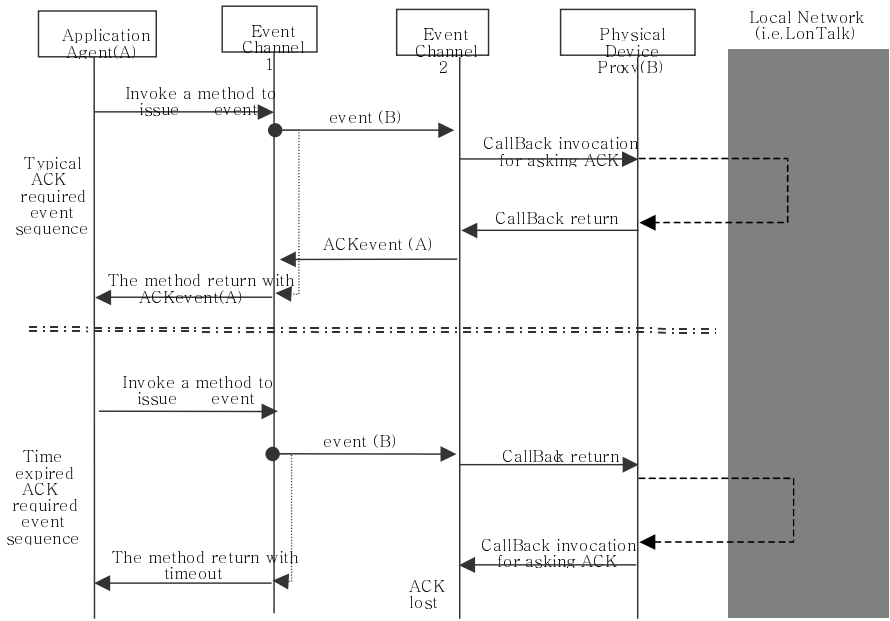 Application
Agent(A)
Event
Channel
1
Event
Channel
2
Physical
Device
Proxy(B)
Local Network
(i.e.LonTalk)
Invoke a method to
issue event
event (B)
CallBack invocation
for asking ACK
Typical
ACK
required
event
sequence
CallBack return
ACKevent (A)
The method return with
ACKevent(A)
Invoke a method to
issue event
event (B)
CallBack return
Time
expired
ACK
required
event
sequence
CallBack invocation
for asking ACK
The method return with
timeout
ACK
lost